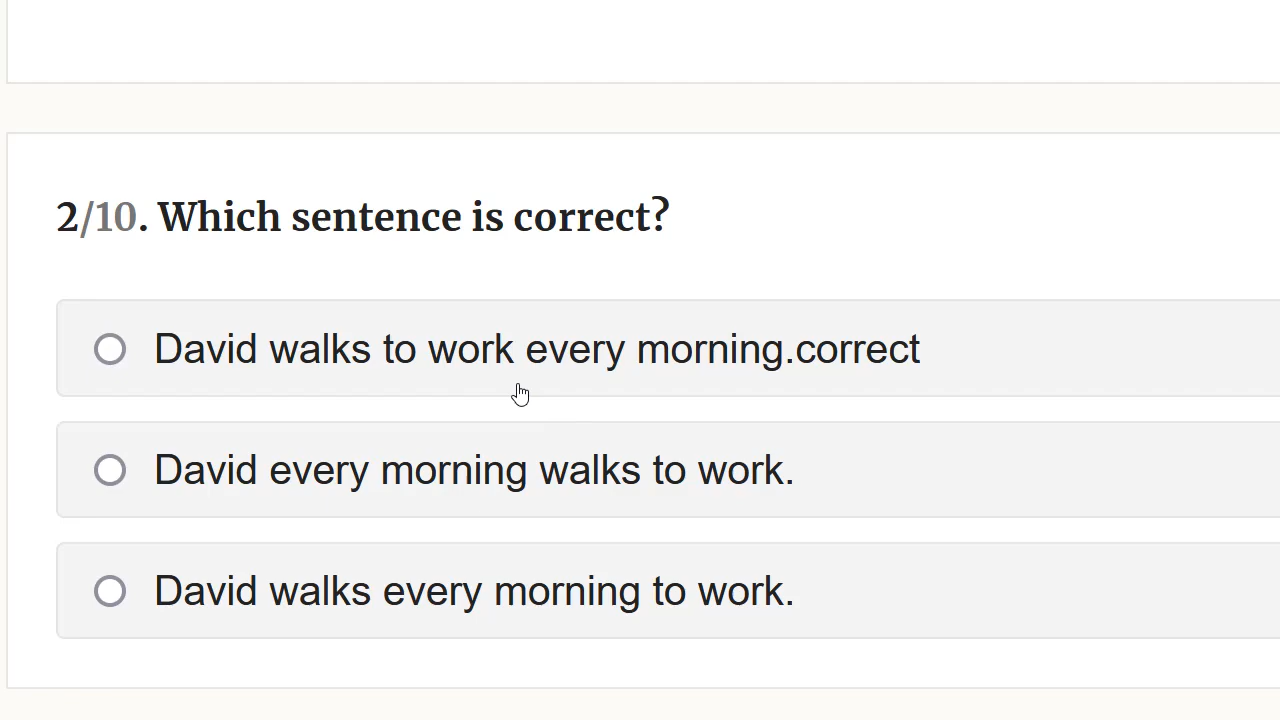 2/10. Which sentence is correct?
David walks to work every morning.correct
David every morning walks to work.
David walks every morning to work.